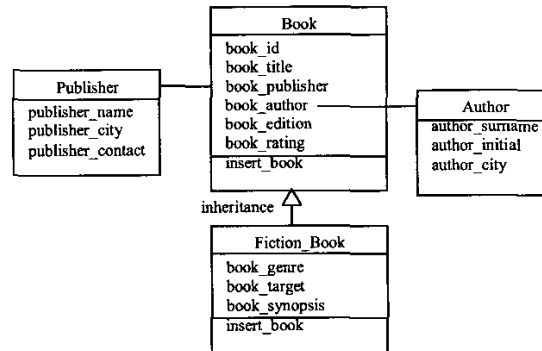 Book
book_id
book_title
book_publisher
book_author
book_edition
book_rating
insert_book
Publisher
publisher_name
publisher_city
publisher_contact
Author
author_surname
author_initial
author_city
inheritance
Fiction_Book
book_genre
book_target
book_synopsis
insert_book